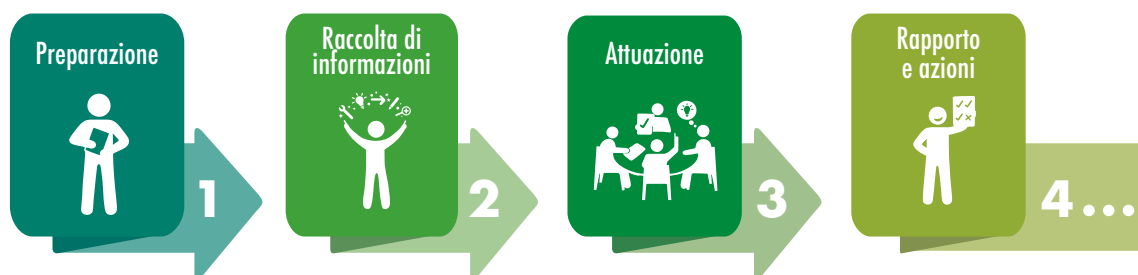 Preparazione
1
Raccolta di
informazioni
2
Attuazione
3
Rapporto
e azioni
4...